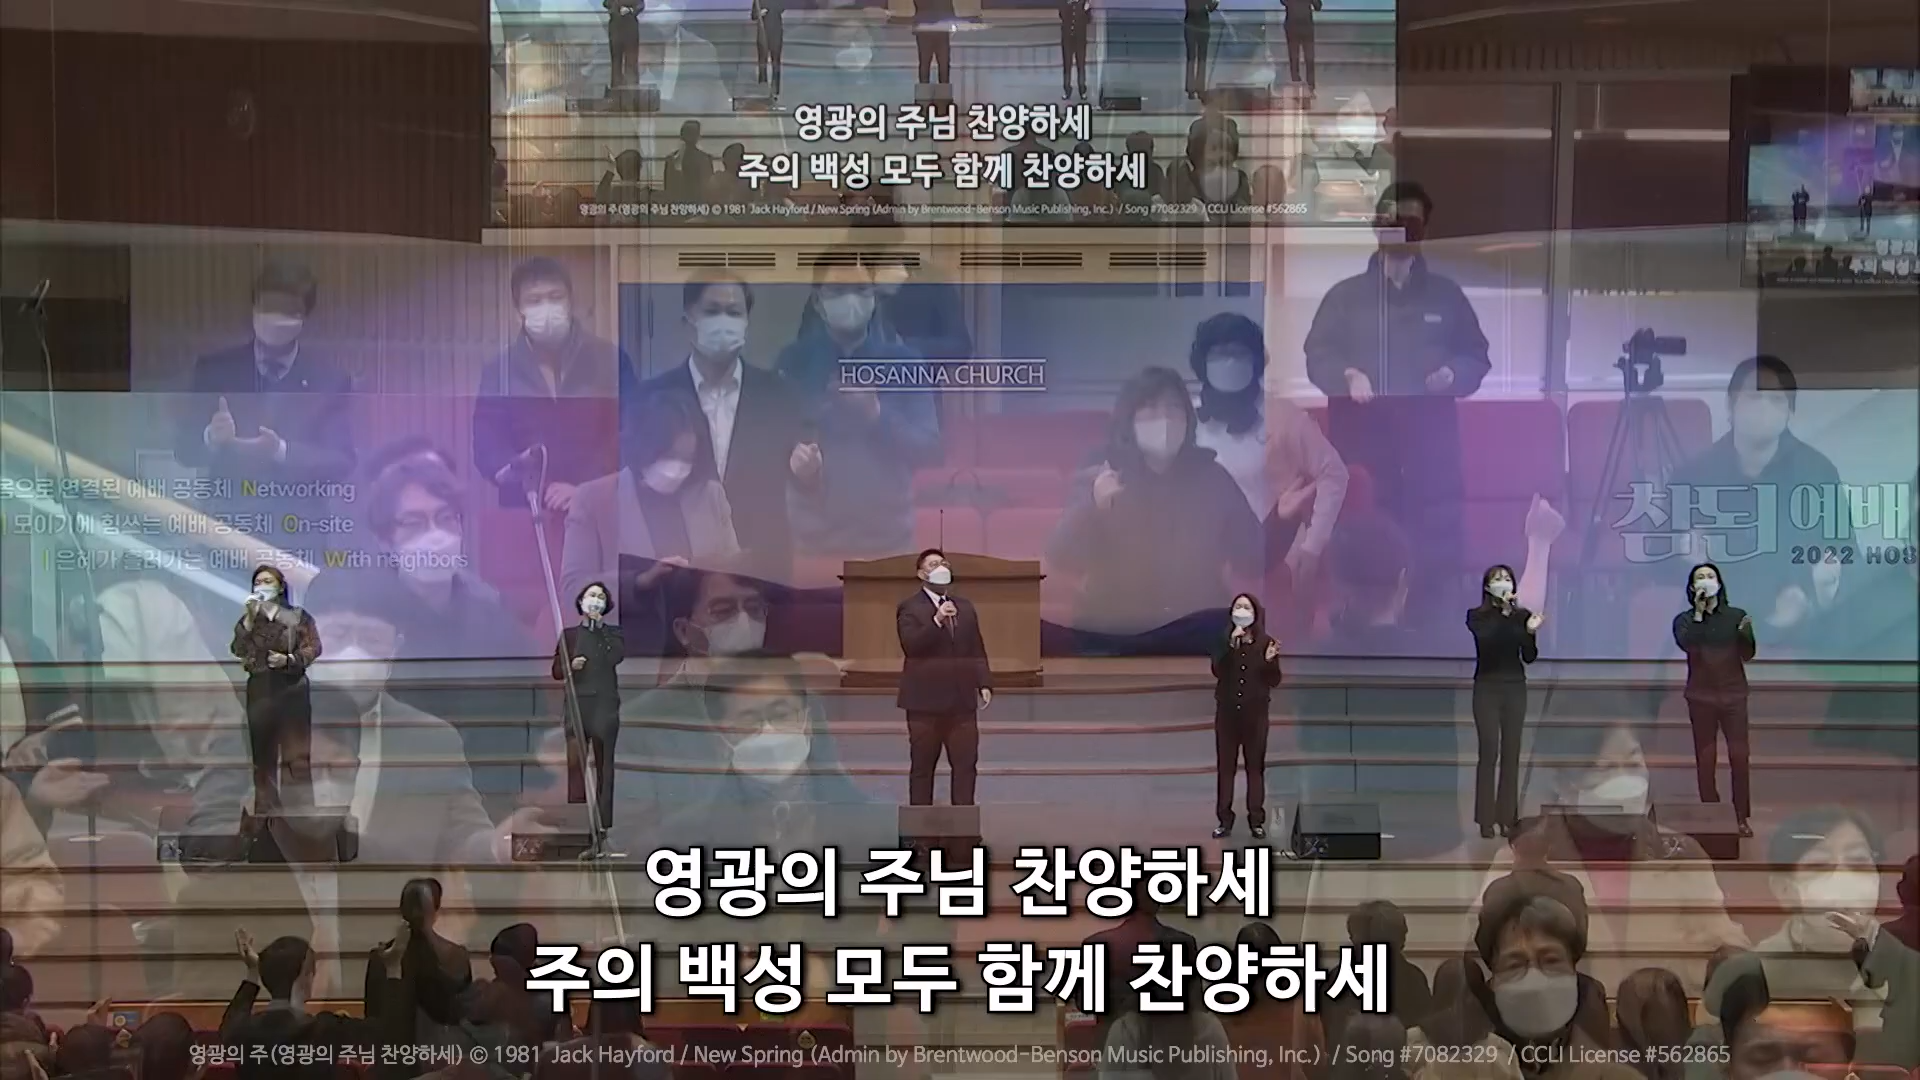 영광의 주님 찬양하세
주의 백성 모두 함께 찬양하세
영광의 주(영광의 주님 찬양하세) © 1981 Jack Hayford / New Spring (Admin by Brentwood-Benson Music Publishing, Inc.) / Song #7082329 / CCLI License #562865
HOSANNA CHURCH
연결된 예배 공동체 Networking
모이기에 힘쓰는 예배 공동체 On-site
은혜가 흘러가는 예배 공동체 With neighbors
참된 예배
2022
영광의 주님 찬양하세
주의 백성 모두 함께 찬양하세
영광의 주(영광의 주님 찬양하세) © 1981 Jack Hayford / New Spring (Admin by Brentwood-Benson Music Publishing, Inc.) / Song #7082329 / CCLI License #562865